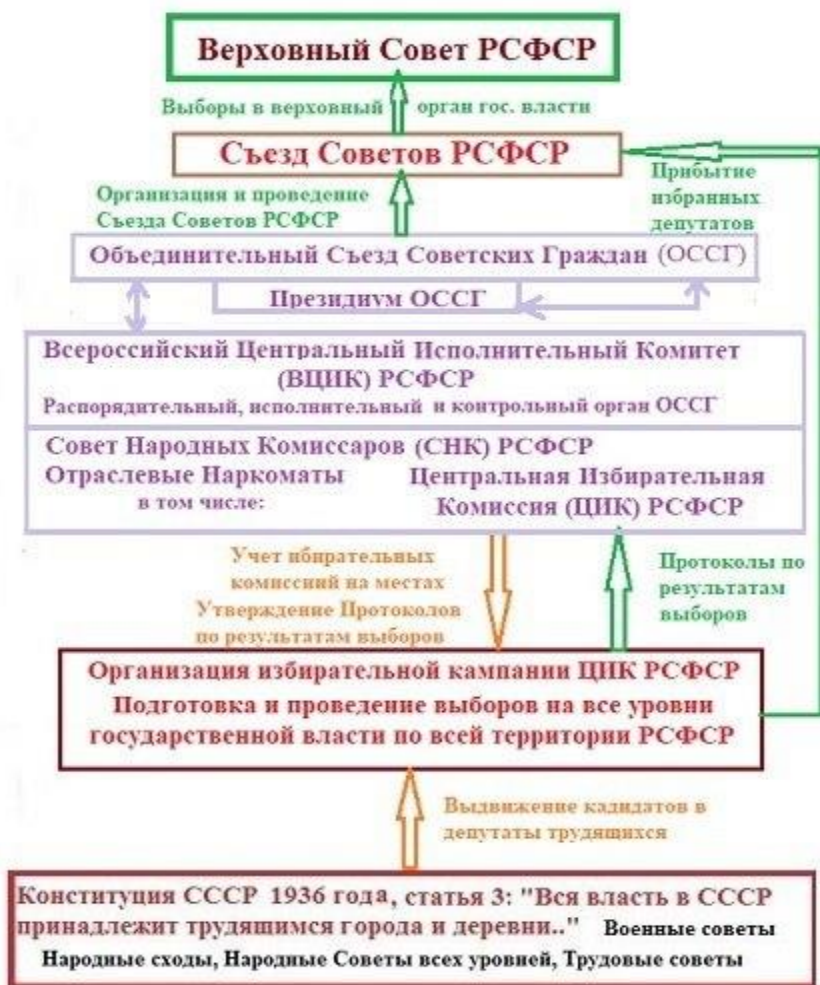 Верховный Совет РСФСР
Выборы в верховный орган гос. власти
Съезд Советов РСФСР
Организация и проведение
Съезда Советов РСФСР
Прибытие
избранных
депутатов
Объединительный Съезд Советских Граждан (ОССГ)
Президиум ОССГ
Всероссийский Центральный Исполнительный Комитет
(ВЦИК) РСФСР
Распорядительный, исполнительный и контрольный орган ОССГ
Совет Народных Комиссаров (СНК) РСФСР
Отраслевые Наркоматы
в том числе:
Центральная Избирательная
Комиссия (ЦИК) РСФСР
Учет ибирательных
комиссний на местах
Утверждение Протоколов
по результатам выборов
Протоколы по
результатам
выборов
Организация избирательной кампании ЦИК РСФСР
Подготовка и проведение выборов на все уровни
государственной власти по всей территории РСФСР
Выдвижение кадидатов в
депутаты трудящихся
Конституция СССР 1936 года, статья 3: "Вся власть в СССР
принадлежит трудящимся города и деревни.." Военные советы
Народные сходы, Народные Советы всех уровней, Трудовые советы